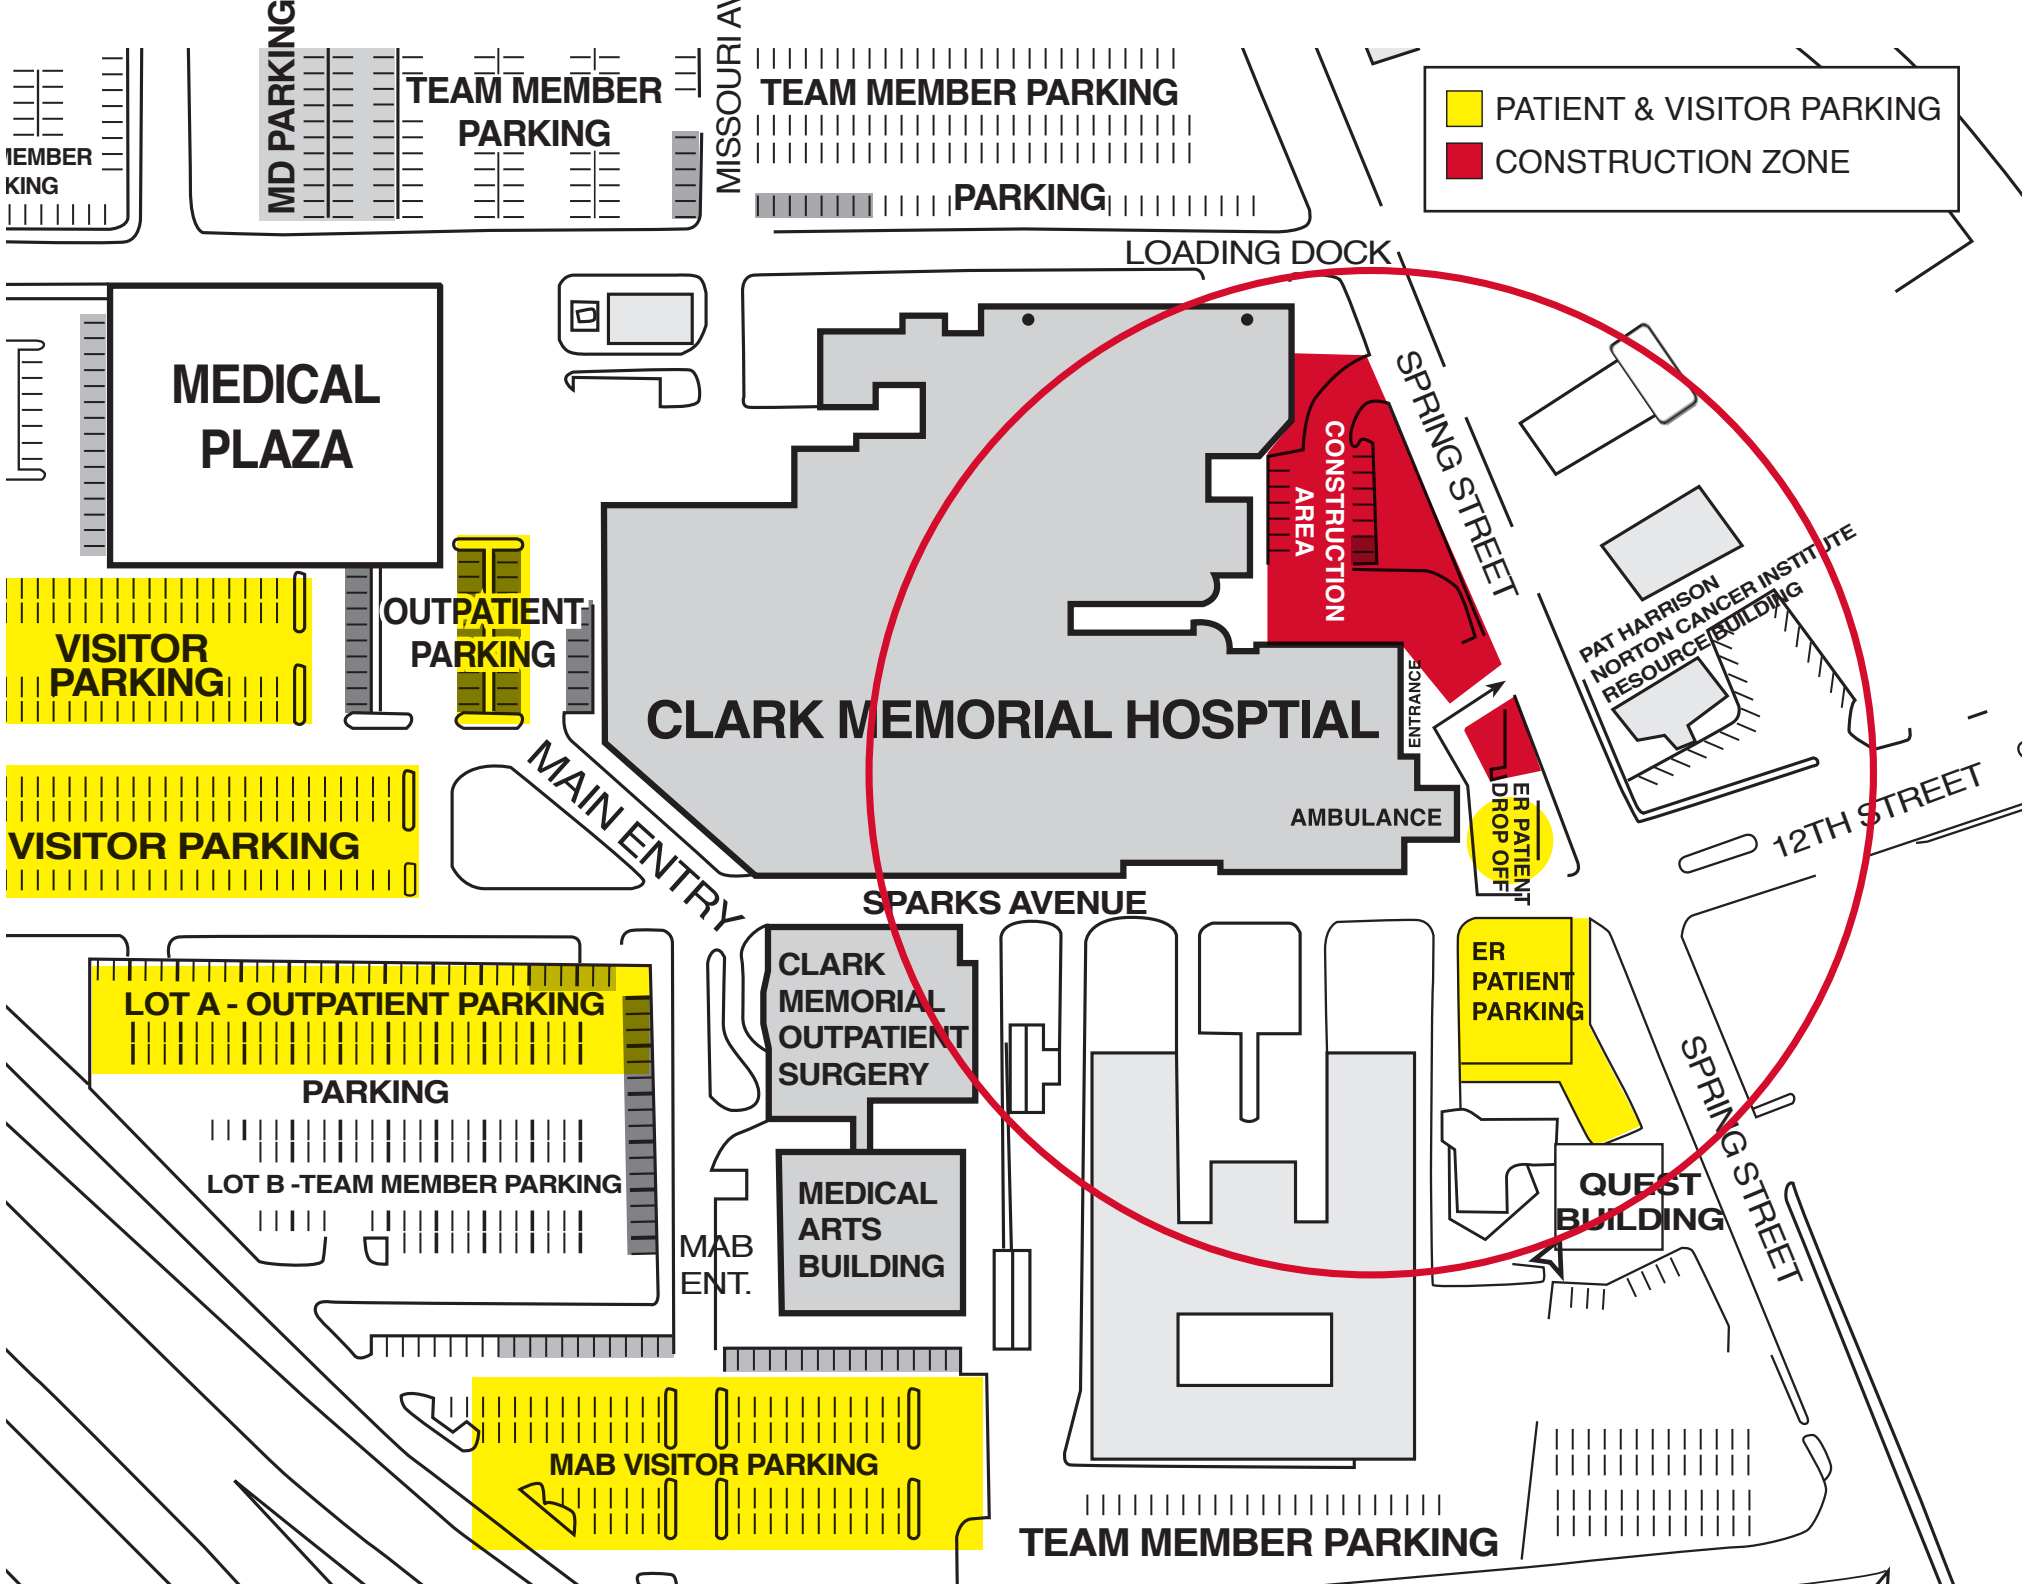 MD PARKING
TEAM MEMBER
PARKING
MISSOURI
TEAM MEMBER PARKING
PARKING
PATIENT & VISITOR PARKING
CONSTRUCTION ZONE
MEMBER
KING
LOADING DOCK
MEDICAL
PLAZA
SPRING STREET
CONSTRUCTION
AREA
PAT HARRISON
NORTON CANCER INSTITUTE
RESOURCE BUILDING
OUTPATIENT
PARKING
VISITOR
PARKING
CLARK MEMORIAL HOSPTIAL
ENTRANCE
MAIN ENTRY
AMBULANCE
ER PATIENT
DROP OFF
12TH STREET
VISITOR PARKING
SPARKS AVENUE
CLARK
MEMORIAL
OUTPATIENT
SURGERY
ER
PATIENT
PARKING
LOT A - OUTPATIENT PARKING
PARKING
LOT B -TEAM MEMBER PARKING
SPRING STREET
QUEST
BUILDING
MEDICAL
ARTS
BUILDING
MAB
ENT.
MAB VISITOR PARKING
TEAM MEMBER PARKING